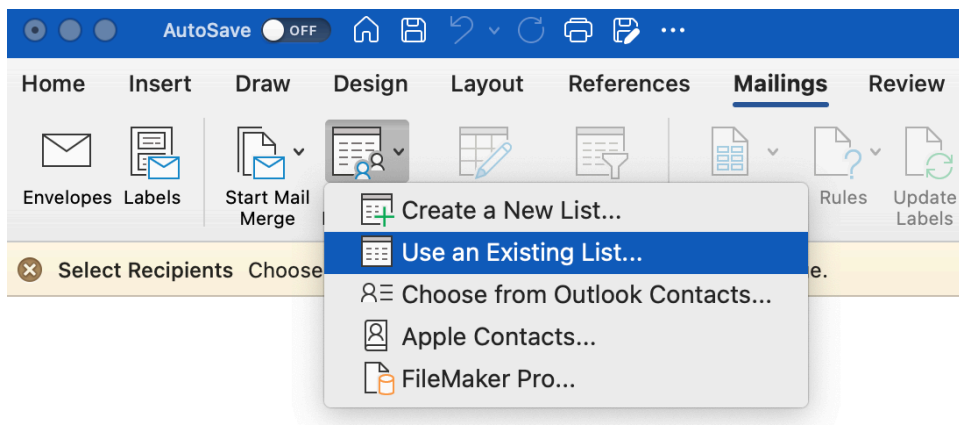 AutoSave OFF
Home Insert Draw Design Layout References Mailings Review
Envelopes Labels Start Mail Merge Rules Update Labels
Create a New List...
Select Recipients Choose e.
Use an Existing List...
Choose from Outlook Contacts...
Apple Contacts...
FileMaker Pro...